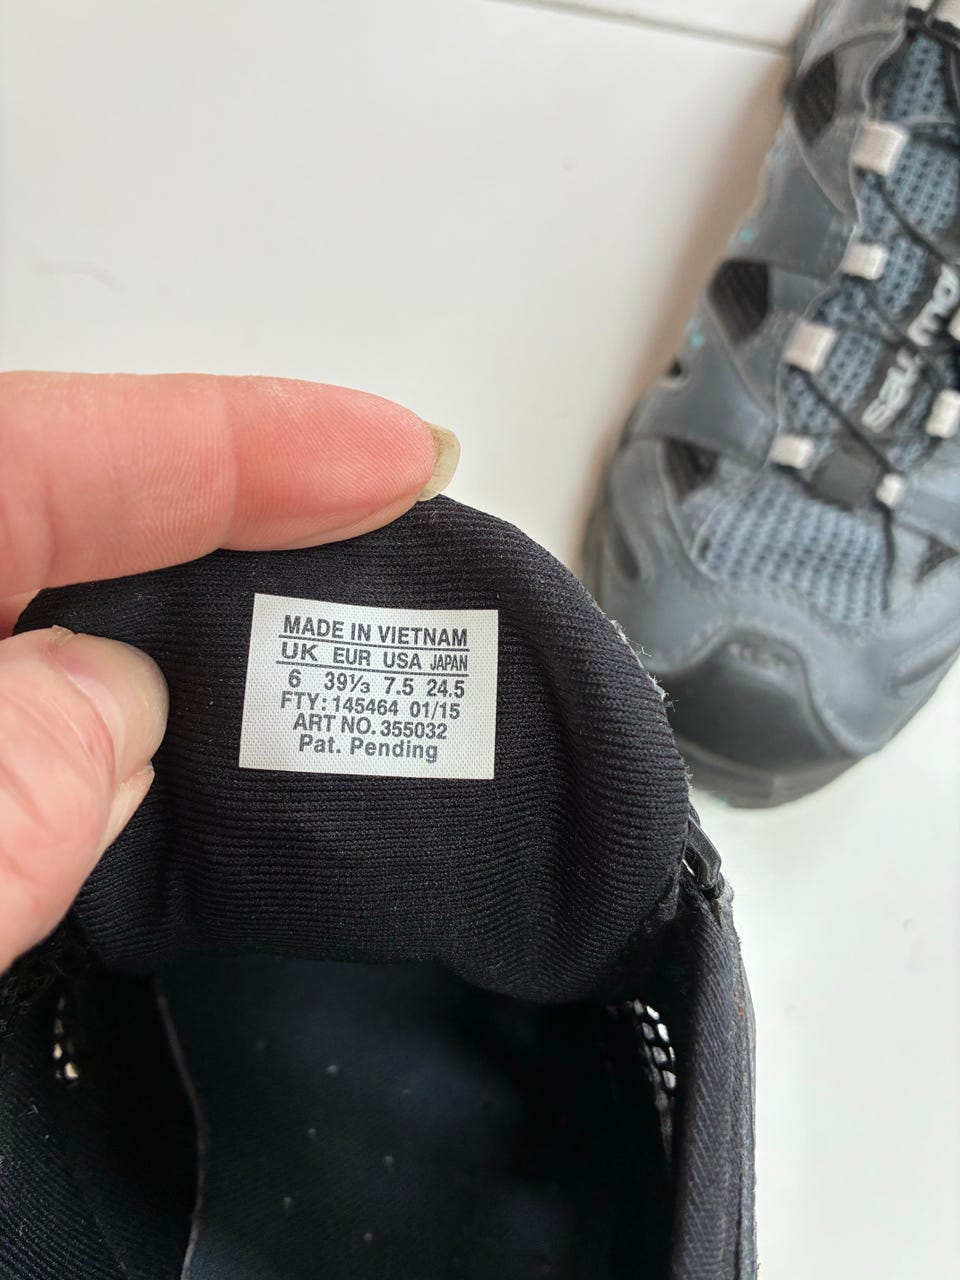 MADE IN VIETNAM
UK EUR USA JAPAN
6 39⅓ 7.5 24.5
FTY: 145464 01/15
ART NO. 355032
Pat. Pending